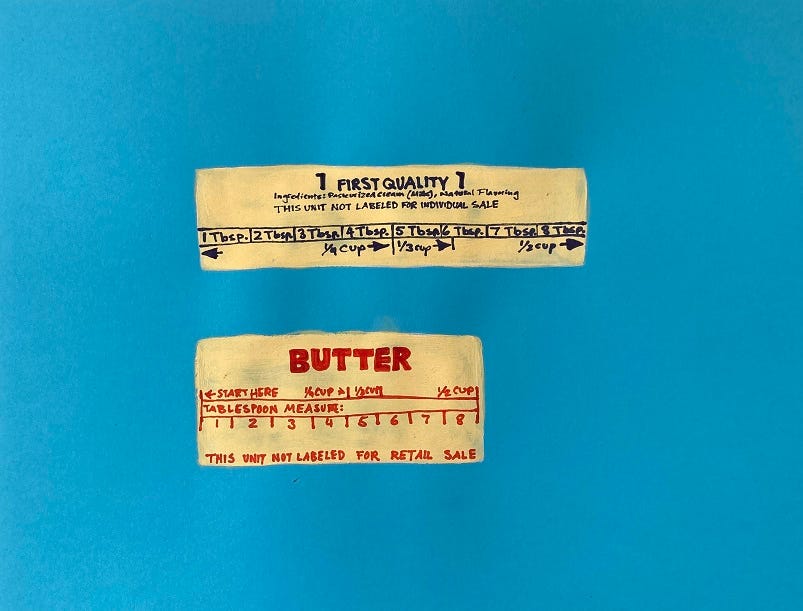 1 FIRST QUALITY 1
Ingredients: Pasteurized Cream (Milk), Natural Flavoring
THIS UNIT NOT LABELED FOR INDIVIDUAL SALE
1 Tbsp. 2 Tbsp. 3 Tbsp. 4 Tbsp. 5 Tbsp. 6 Tbsp. 7 Tbsp. 8 Tbsp.
1/4 CUP 1/3 cup 1/2 cup
BUTTER
START HERE 1/4 CUP 1/3 CUP 1/2 CUP
TABLESPOON MEASURE:
1 2 3 4 5 6 7 8
THIS UNIT NOT LABELED FOR RETAIL SALE